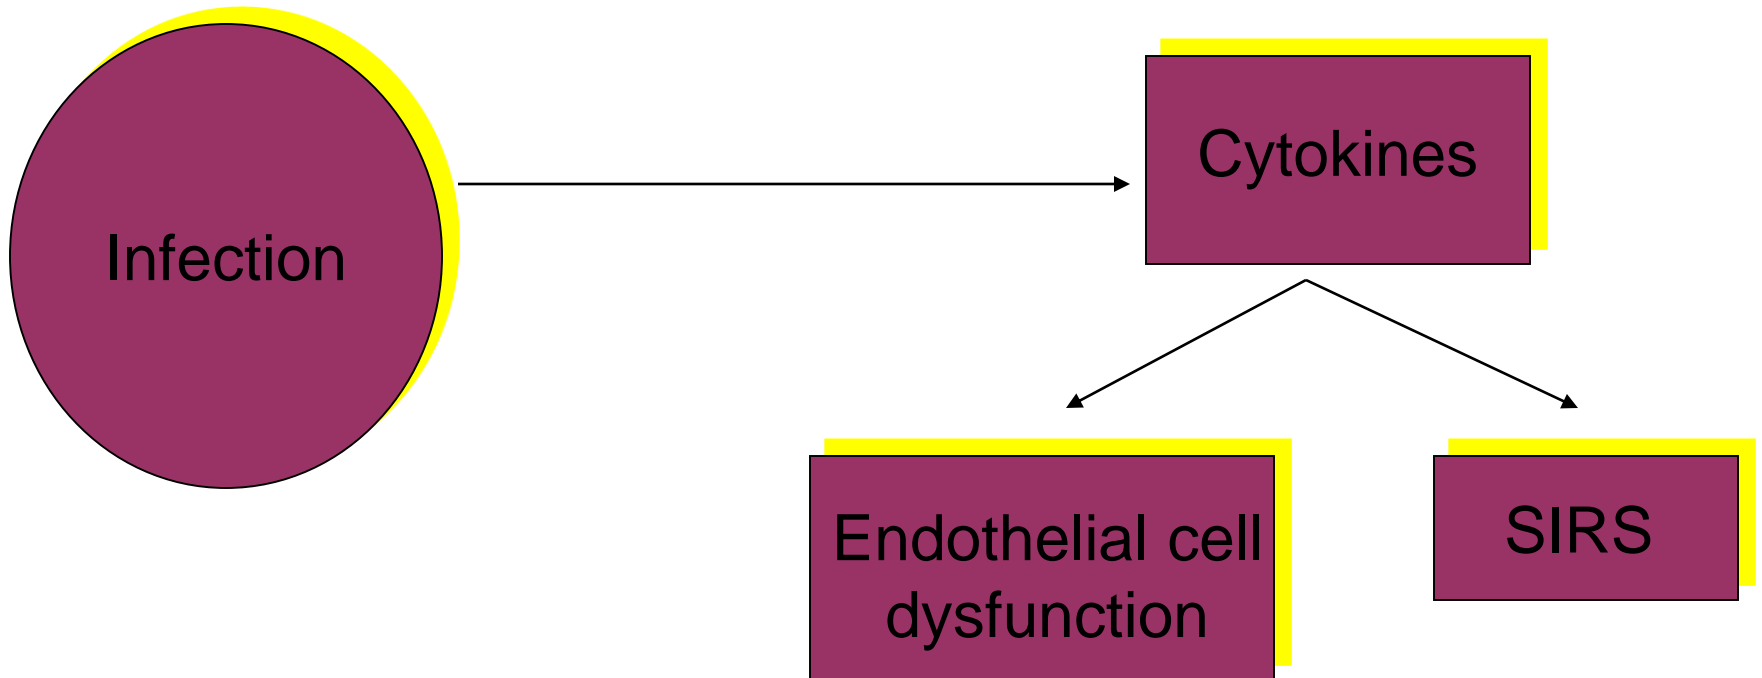 Infection
Cytokines
Endothelial cell
dysfunction
SIRS